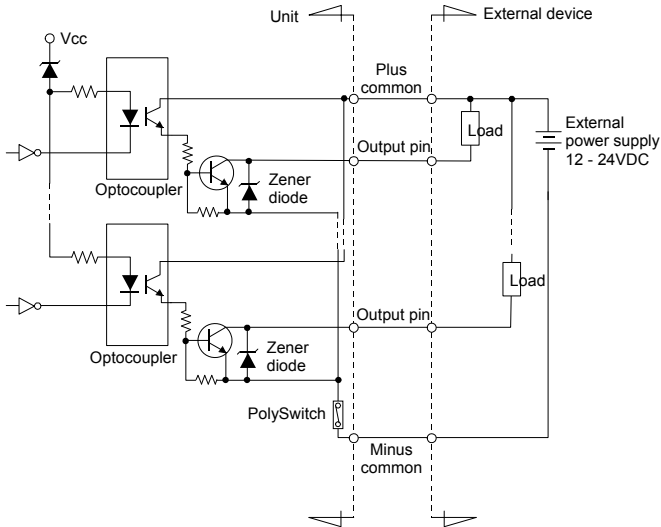 Unit
External device
Vcc
Plus
common
External
power supply
12 - 24VDC
Load
Output pin
Optocoupler
Zener
diode
Load
Output pin
Optocoupler
Zener
diode
PolySwitch
Minus
common